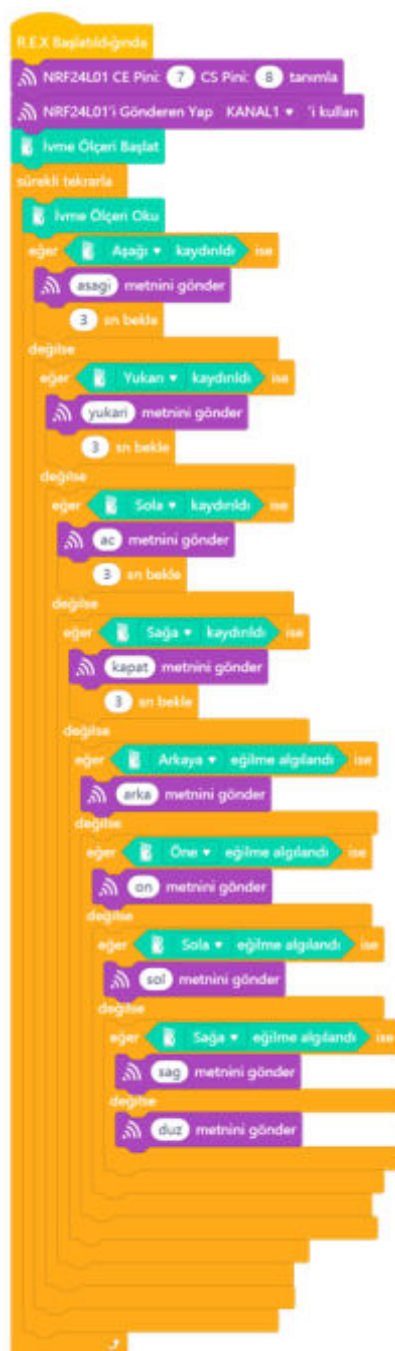 R.E.X Başlatıldığında
NRF24L01 CE Pini: 7 CS Pini: 8 tanımla
NRF24L01'i Gönderen Yap KANAL1 'i kullan
İvme Ölçeri Başlat
sürekli tekrarla
İvme Ölçeri Oku
eğer Aşağı kaydırıldı ise
asagi metnini gönder
3 sn bekle
değilse
eğer Yukarı kaydırıldı ise
yukari metnini gönder
3 sn bekle
değilse
eğer Sola kaydırıldı ise
ac metnini gönder
3 sn bekle
değilse
eğer Sağa kaydırıldı ise
kapat metnini gönder
3 sn bekle
değilse
eğer Arkaya eğilme algılandı ise
arka metnini gönder
değilse
eğer Öne eğilme algılandı ise
on metnini gönder
değilse
eğer Sola eğilme algılandı ise
sol metnini gönder
değilse
eğer Sağa eğilme algılandı ise
sag metnini gönder
değilse
duz metnini gönder